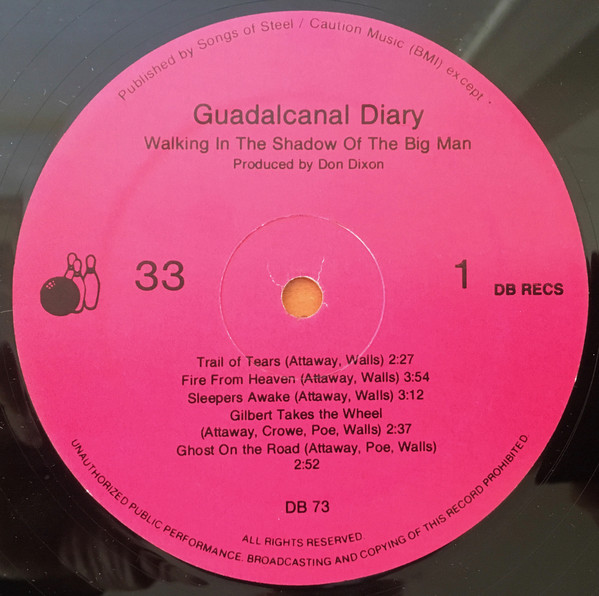 Published by Songs of Steel / Caution Music (BMI) except *
Guadalcanal Diary
Walking In The Shadow Of The Big Man
Produced by Don Dixon
33
1
DB RECS
Trail of Tears (Attaway, Walls) 2:27
Fire From Heaven (Attaway, Walls) 3:54
Sleepers Awake (Attaway, Walls) 3:12
Gilbert Takes the Wheel
(Attaway, Crowe, Poe, Walls) 2:37
Ghost On the Road (Attaway, Poe, Walls)
2:52
DB 73
ALL RIGHTS RESERVED
UNAUTHORIZED PUBLIC PERFORMANCE, BROADCASTING AND COPYING OF THIS RECORD PROHIBITED.